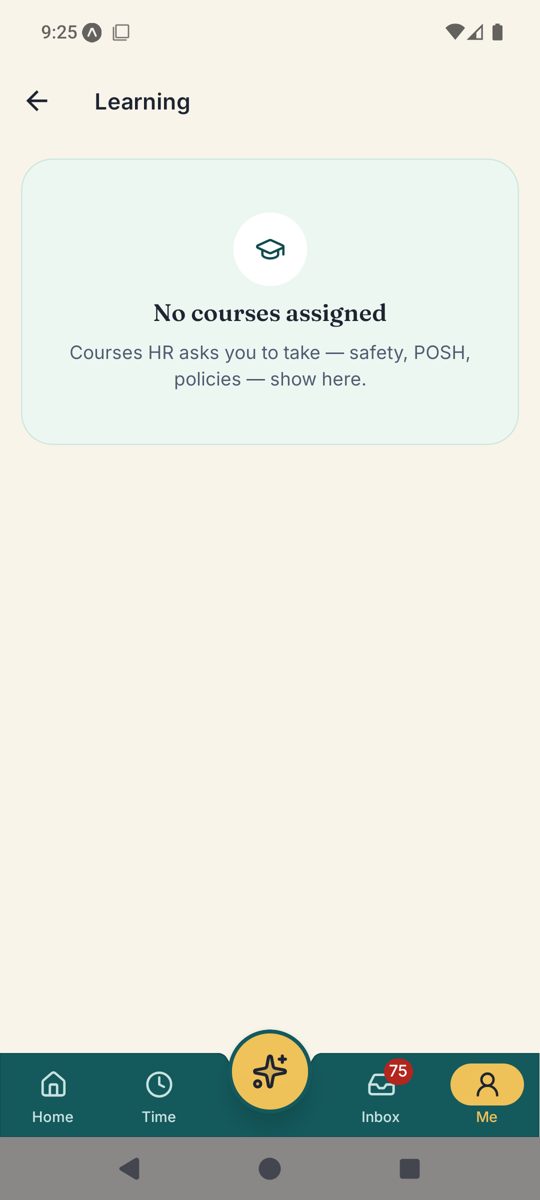 9:25
Learning
No courses assigned
Courses HR asks you to take — safety, POSH,
policies — show here.
75
Home
Time
Inbox
Me